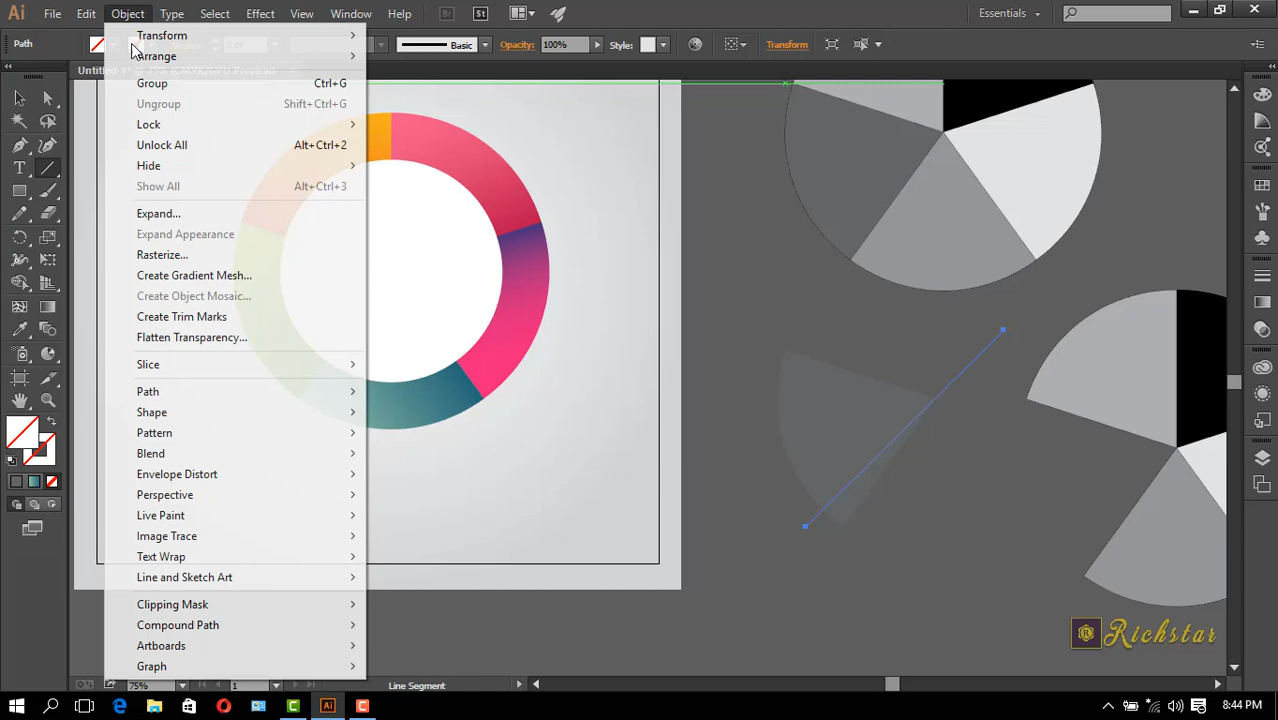 Ai File Edit Object Type Select Effect View Window Help Br St Essentials
Path Basic Opacity: 100% Style: Transform
Transform
Arrange
Group Ctrl+G
Ungroup Shift+Ctrl+G
Lock
Unlock All Alt+Ctrl+2
Hide
Show All Alt+Ctrl+3
Expand...
Expand Appearance
Rasterize...
Create Gradient Mesh...
Create Object Mosaic...
Create Trim Marks
Flatten Transparency...
Slice
Path
Shape
Pattern
Blend
Envelope Distort
Perspective
Live Paint
Image Trace
Text Wrap
Line and Sketch Art
Clipping Mask
Compound Path
Artboards
Graph
R Richstar
75% 1 Line Segment
Ai 8:44 PM